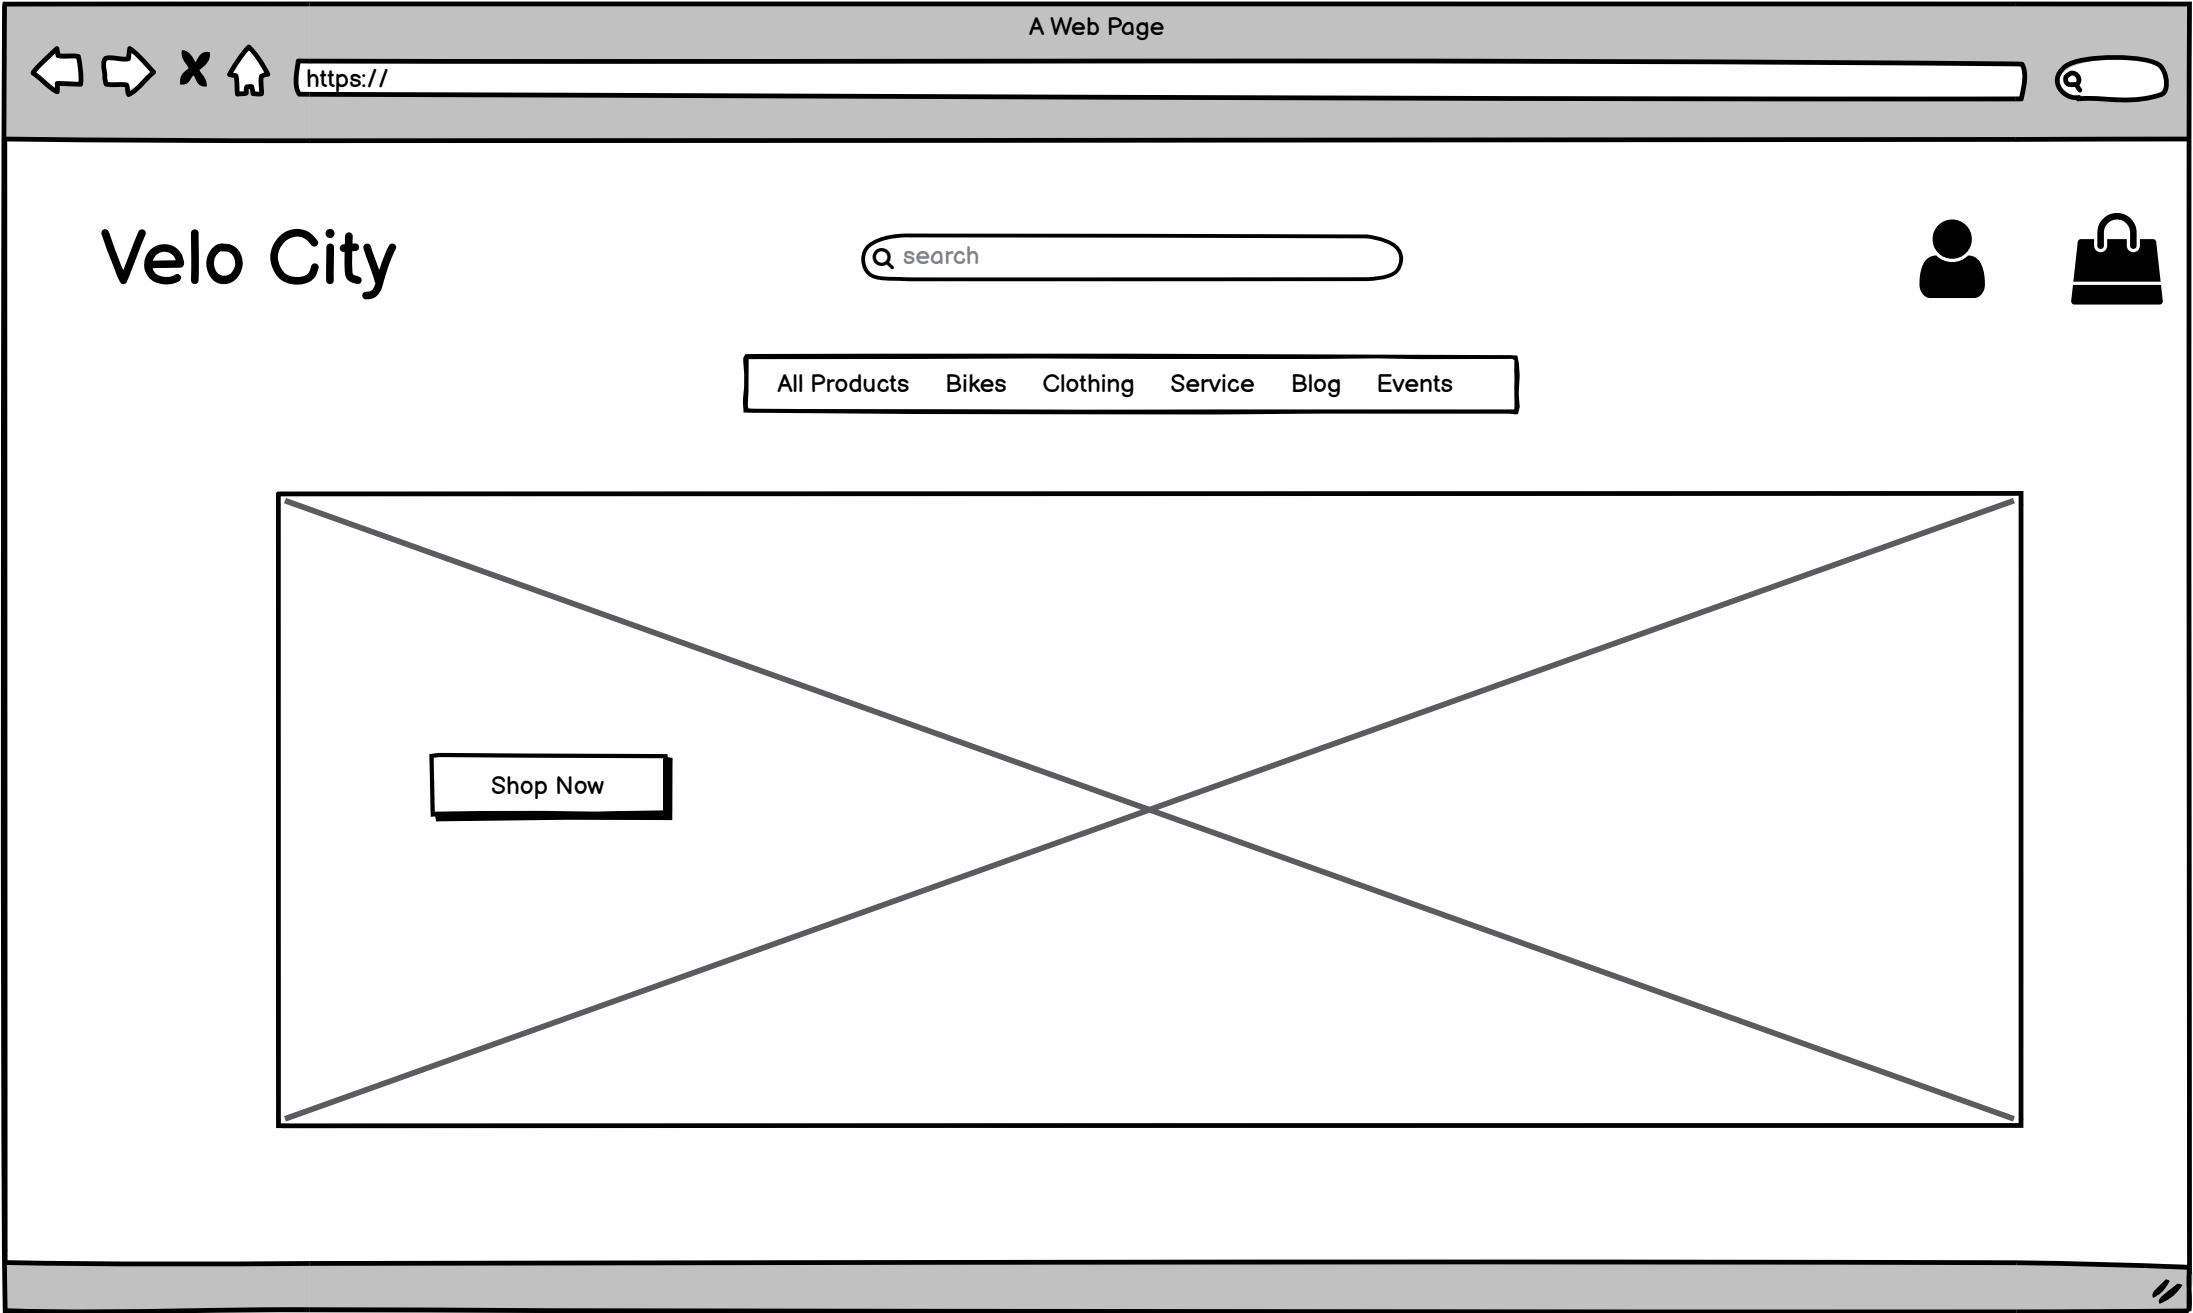 A Web Page
https://
Velo City
search
All Products Bikes Clothing Service Blog Events
Shop Now